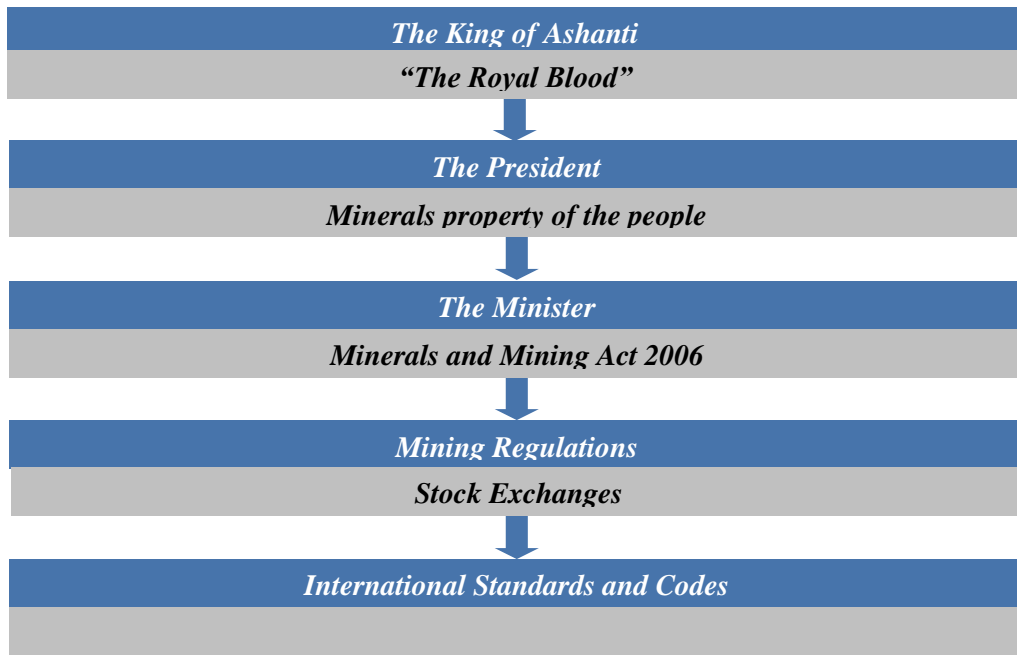 The King of Ashanti
“The Royal Blood”
The President
Minerals property of the people
The Minister
Minerals and Mining Act 2006
Mining Regulations
Stock Exchanges
International Standards and Codes